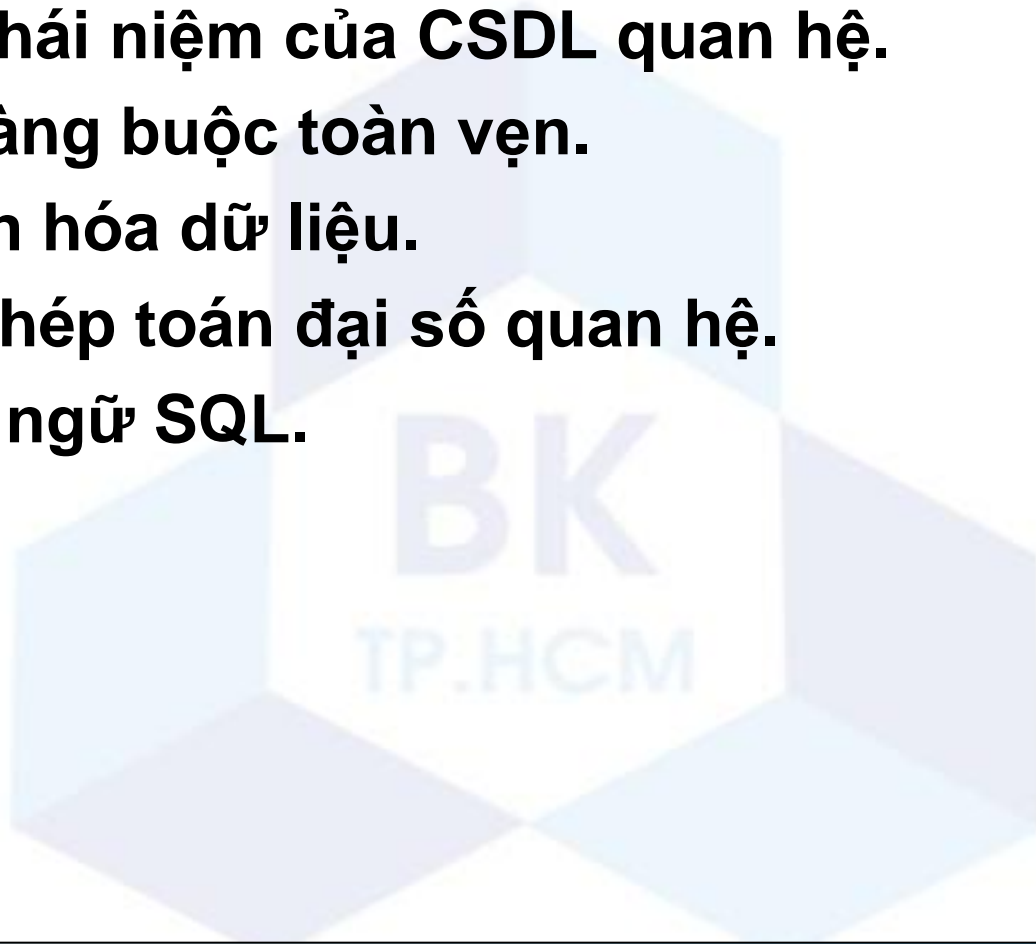 hái niệm của CSDL quan hệ.
àng buộc toàn vẹn.
n hóa dữ liệu.
hép toán đại số quan hệ.
ngữ SQL.
BK
TP.HCM